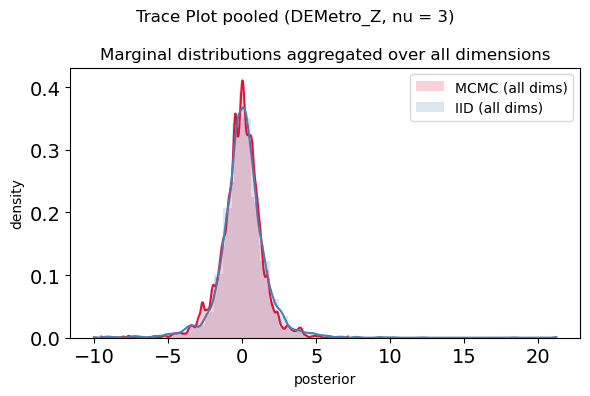 Trace Plot pooled (DEMetro_Z, nu = 3)
Marginal distributions aggregated over all dimensions
MCMC (all dims)
IID (all dims)
density
0.4
0.3
0.2
0.1
0.0
−10 −5 0 5 10 15 20
posterior